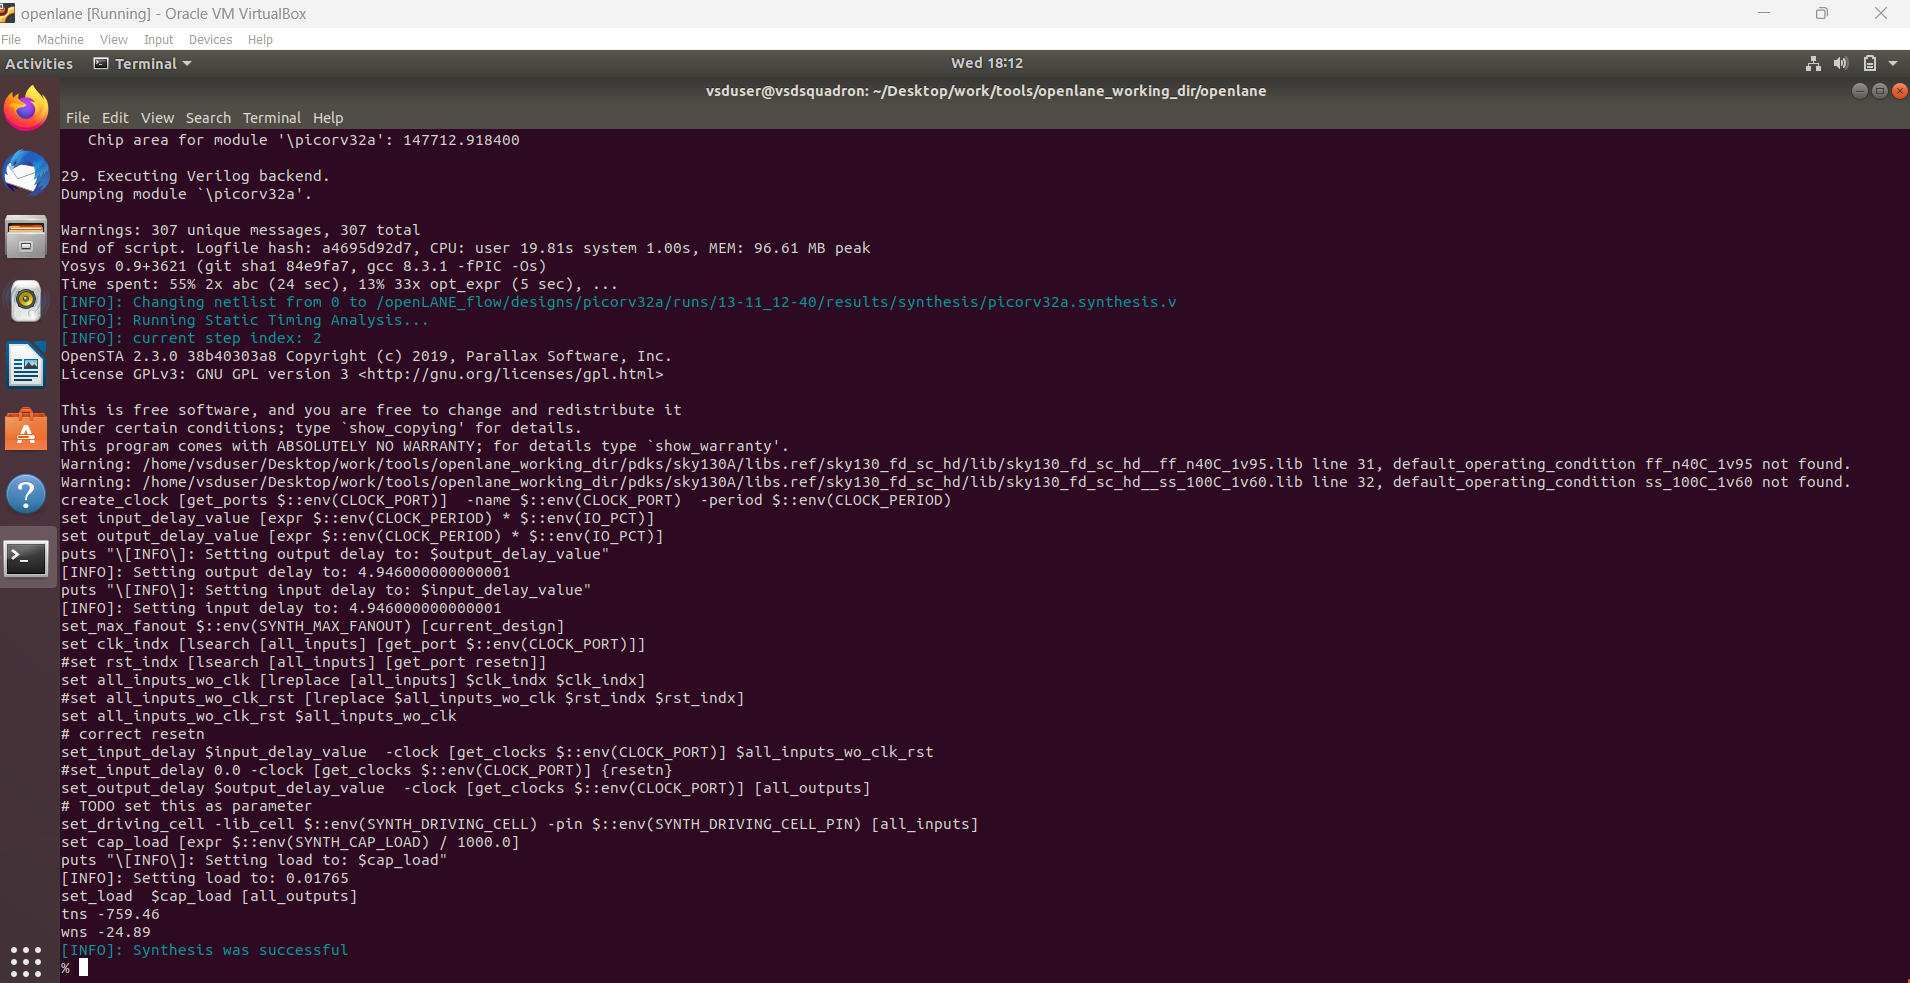 openlane [Running] - Oracle VM VirtualBox
File Machine View Input Devices Help
Activities Terminal Wed 18:12
vsduser@vsdsquadron: ~/Desktop/work/tools/openlane_working_dir/openlane
File Edit View Search Terminal Help
   Chip area for module '\picorv32a': 147712.918400
29. Executing Verilog backend.
Dumping module `\picorv32a'.
Warnings: 307 unique messages, 307 total
End of script. Logfile hash: a4695d92d7, CPU: user 19.81s system 1.00s, MEM: 96.61 MB peak
Yosys 0.9+3621 (git sha1 84e9fa7, gcc 8.3.1 -fPIC -Os)
Time spent: 55% 2x abc (24 sec), 13% 33x opt_expr (5 sec), ...
[INFO]: Changing netlist from 0 to /openLANE_flow/designs/picorv32a/runs/13-11_12-40/results/synthesis/picorv32a.synthesis.v
[INFO]: Running Static Timing Analysis...
[INFO]: current step index: 2
OpenSTA 2.3.0 38b40303a8 Copyright (c) 2019, Parallax Software, Inc.
License GPLv3: GNU GPL version 3 <http://gnu.org/licenses/gpl.html>
This is free software, and you are free to change and redistribute it
under certain conditions; type `show_copying' for details.
This program comes with ABSOLUTELY NO WARRANTY; for details type `show_warranty'.
Warning: /home/vsduser/Desktop/work/tools/openlane_working_dir/pdks/sky130A/libs.ref/sky130_fd_sc_hd/lib/sky130_fd_sc_hd__ff_n40C_1v95.lib line 31, default_operating_condition ff_n40C_1v95 not found.
Warning: /home/vsduser/Desktop/work/tools/openlane_working_dir/pdks/sky130A/libs.ref/sky130_fd_sc_hd/lib/sky130_fd_sc_hd__ss_100C_1v60.lib line 32, default_operating_condition ss_100C_1v60 not found.
create_clock [get_ports $::env(CLOCK_PORT)]  -name $::env(CLOCK_PORT)  -period $::env(CLOCK_PERIOD)
set input_delay_value [expr $::env(CLOCK_PERIOD) * $::env(IO_PCT)]
set output_delay_value [expr $::env(CLOCK_PERIOD) * $::env(IO_PCT)]
puts "\[INFO\]: Setting output delay to: $output_delay_value"
[INFO]: Setting output delay to: 4.946000000000001
puts "\[INFO\]: Setting input delay to: $input_delay_value"
[INFO]: Setting input delay to: 4.946000000000001
set_max_fanout $::env(SYNTH_MAX_FANOUT) [current_design]
set clk_indx [lsearch [all_inputs] [get_port $::env(CLOCK_PORT)]]
#set rst_indx [lsearch [all_inputs] [get_port resetn]]
set all_inputs_wo_clk [lreplace [all_inputs] $clk_indx $clk_indx]
#set all_inputs_wo_clk_rst [lreplace $all_inputs_wo_clk $rst_indx $rst_indx]
set all_inputs_wo_clk_rst $all_inputs_wo_clk
# correct resetn
set_input_delay $input_delay_value  -clock [get_clocks $::env(CLOCK_PORT)] $all_inputs_wo_clk_rst
#set_input_delay 0.0 -clock [get_clocks $::env(CLOCK_PORT)] {resetn}
set_output_delay $output_delay_value  -clock [get_clocks $::env(CLOCK_PORT)] [all_outputs]
# TODO set this as parameter
set_driving_cell -lib_cell $::env(SYNTH_DRIVING_CELL) -pin $::env(SYNTH_DRIVING_CELL_PIN) [all_inputs]
set cap_load [expr $::env(SYNTH_CAP_LOAD) / 1000.0]
puts "\[INFO\]: Setting load to: $cap_load"
[INFO]: Setting load to: 0.01765
set_load  $cap_load [all_outputs]
tns -759.46
wns -24.89
[INFO]: Synthesis was successful
%